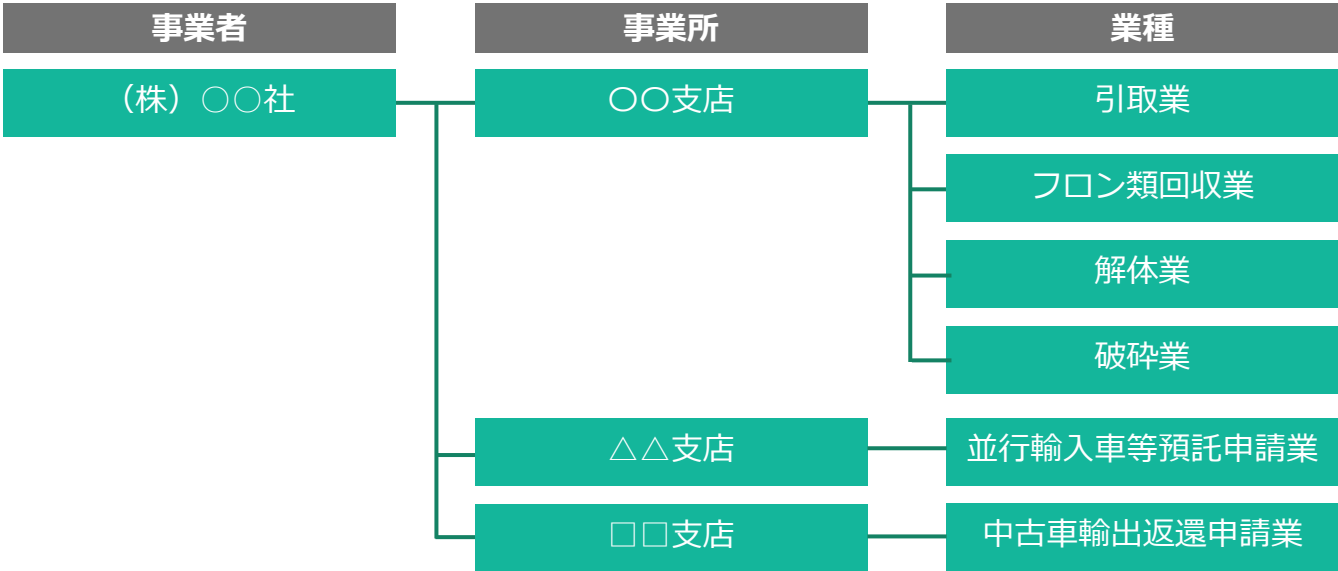 事業者
事業所
業種
（株）○○社
〇〇支店
引取業
フロン類回収業
解体業
破砕業
△△支店
並行輸入車等預託申請業
□□支店
中古車輸出返還申請業